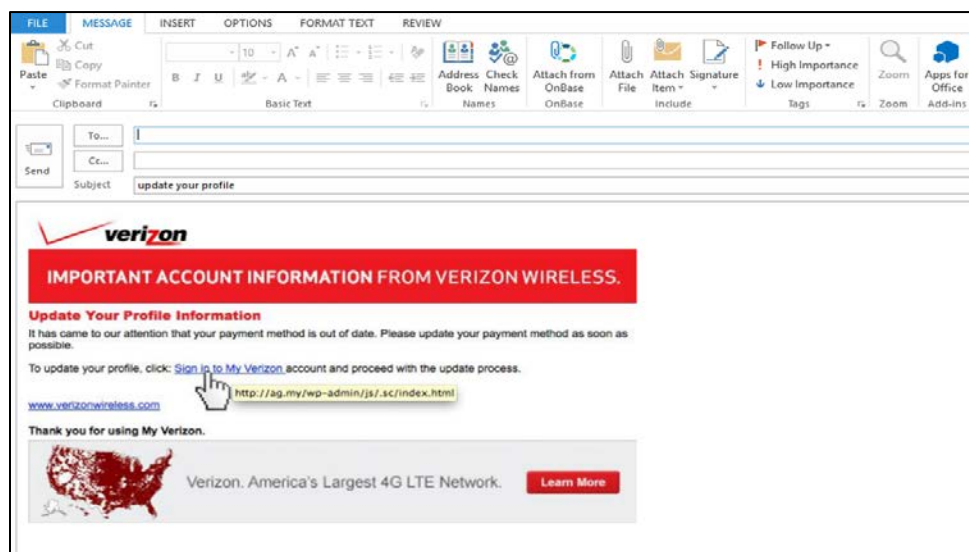 FILE MESSAGE INSERT OPTIONS FORMAT TEXT REVIEW
Cut
Copy
Format Painter
Paste
Clipboard
10
B I U
Basic Text
Address Book
Check Names
Names
Attach from OnBase
OnBase
Attach File
Attach Item
Signature
Include
Follow Up
High Importance
Low Importance
Tags
Zoom
Zoom
Apps for Office
Add-ins
To...
Cc...
Send
Subject update your profile
verizon
IMPORTANT ACCOUNT INFORMATION FROM VERIZON WIRELESS.
Update Your Profile Information
It has came to our attention that your payment method is out of date. Please update your payment method as soon as
possible.
To update your profile, click: Sign in to My Verizon account and proceed with the update process.
http://ag.my/wp-admin/js/.sc/index.html
www.verizonwireless.com
Thank you for using My Verizon.
Verizon. America's Largest 4G LTE Network.
Learn More